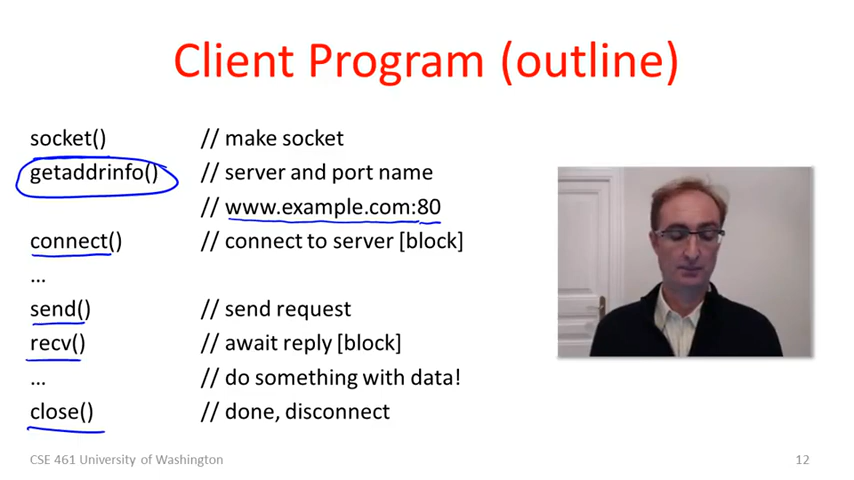 Client Program (outline)
socket() // make socket
getaddrinfo() // server and port name
// www.example.com:80
connect() // connect to server [block]
...
send() // send request
recv() // await reply [block]
... // do something with data!
close() // done, disconnect
CSE 461 University of Washington 12